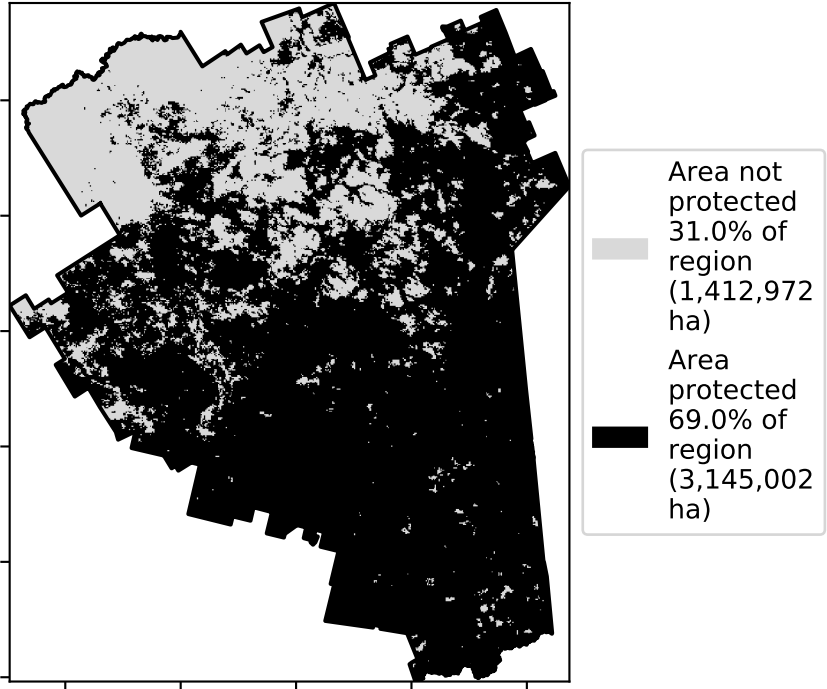 Area not
protected
31.0% of
region
(1,412,972
ha)
Area
protected
69.0% of
region
(3,145,002
ha)